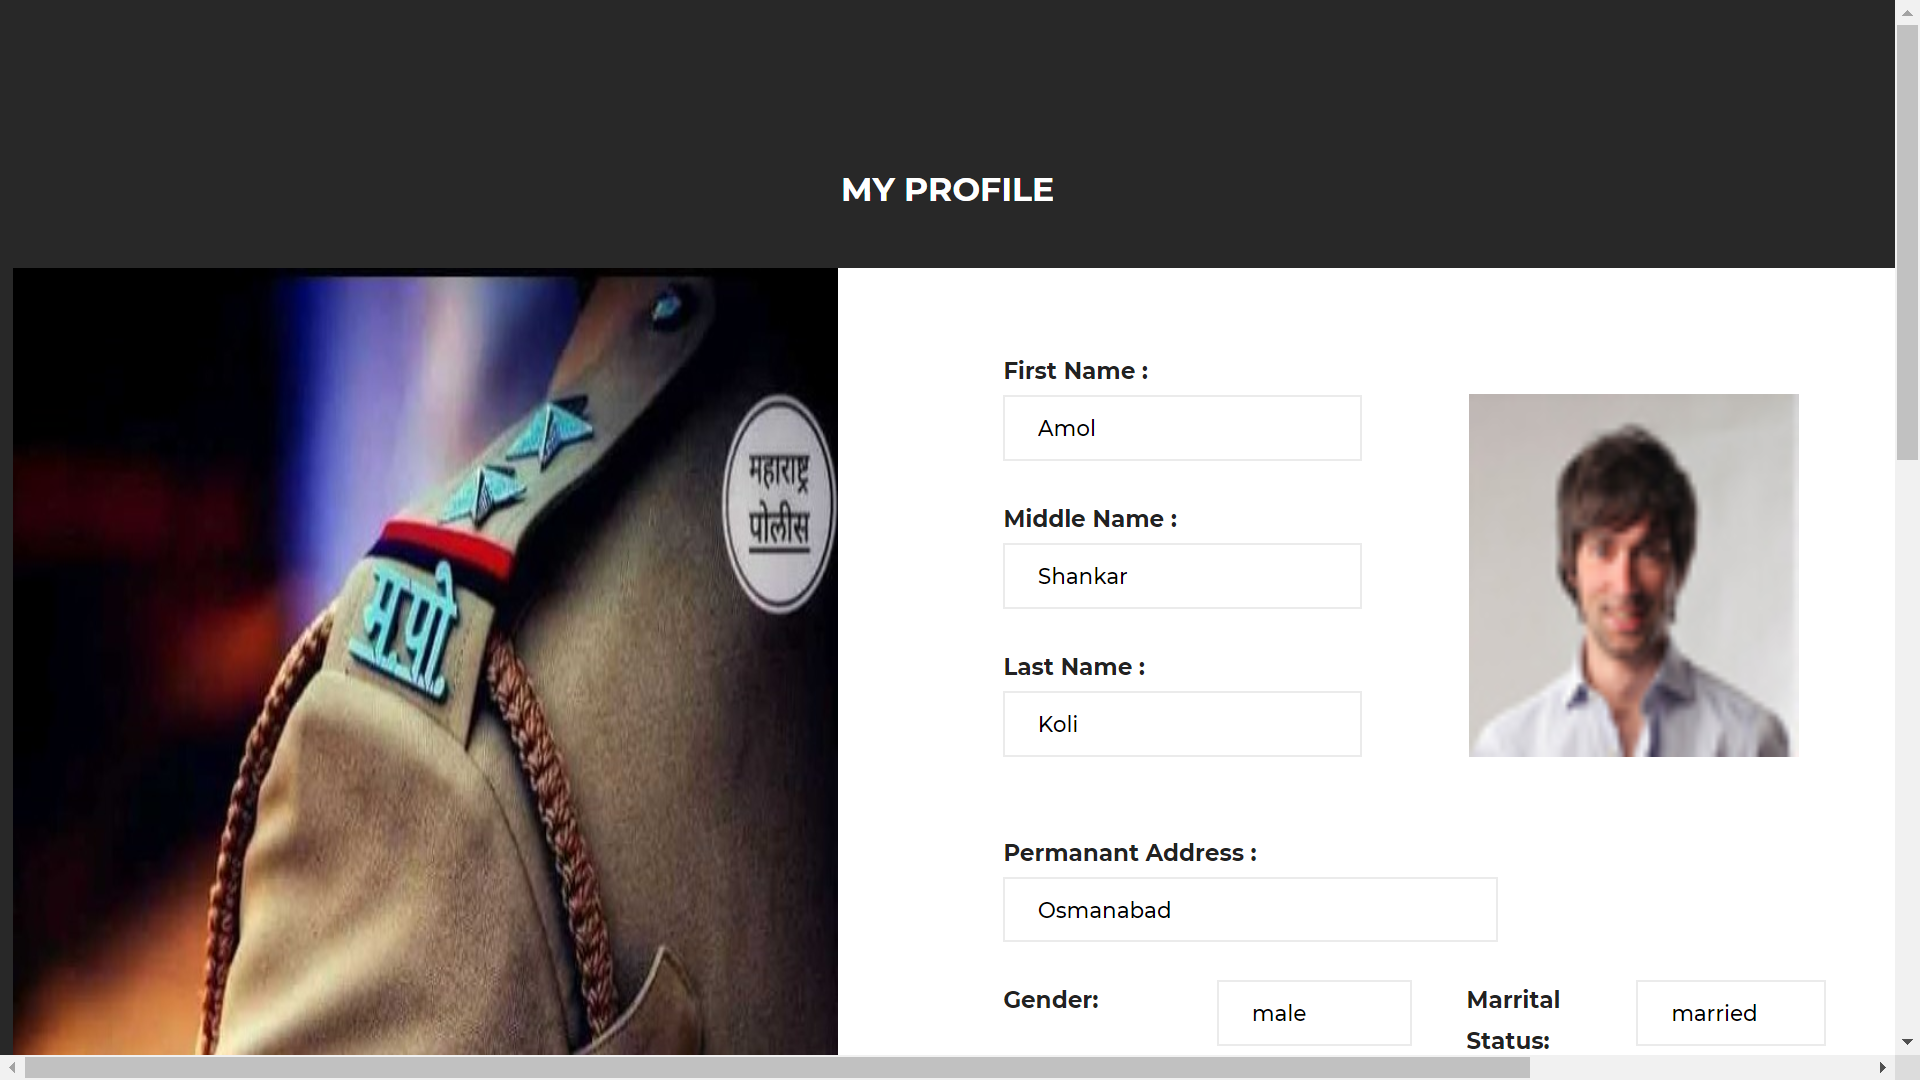 MY PROFILE
महाराष्ट्र
पोलीस
म.पो.
First Name :
Amol
Middle Name :
Shankar
Last Name :
Koli
Permanant Address :
Osmanabad
Gender:
male
Marrital
Status:
married